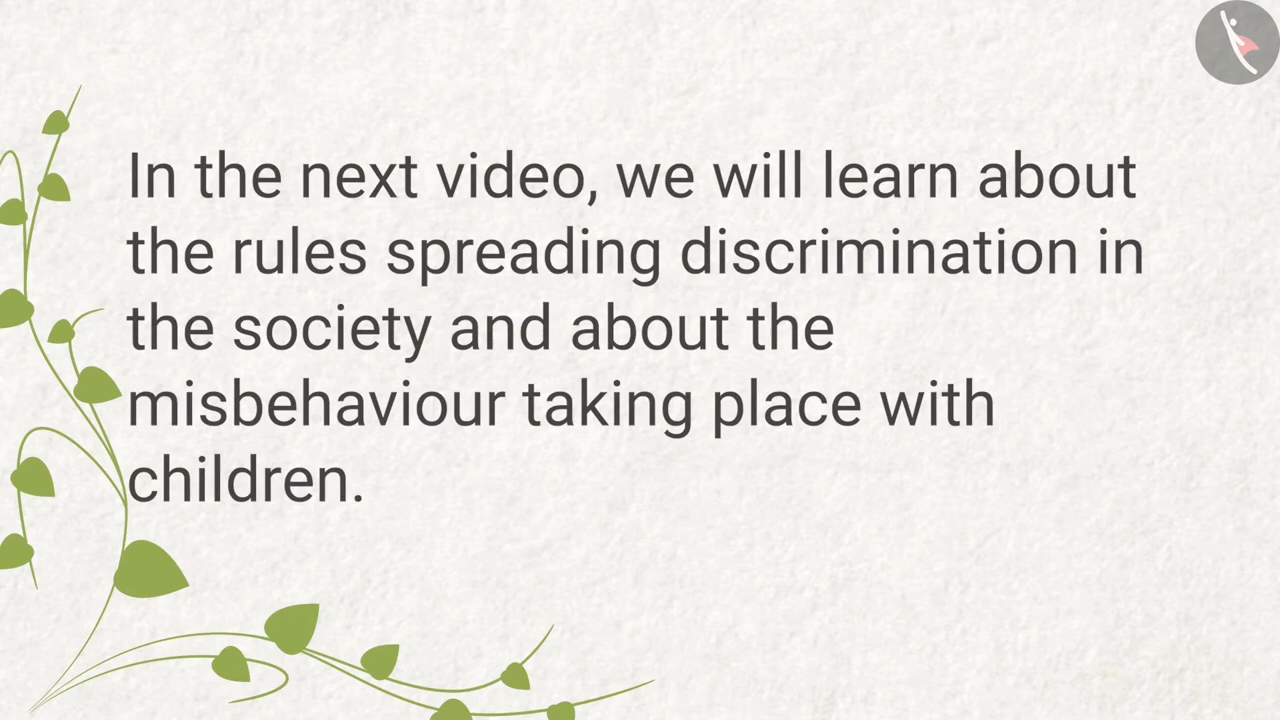 In the next video, we will learn about
the rules spreading discrimination in
the society and about the
misbehaviour taking place with
children.